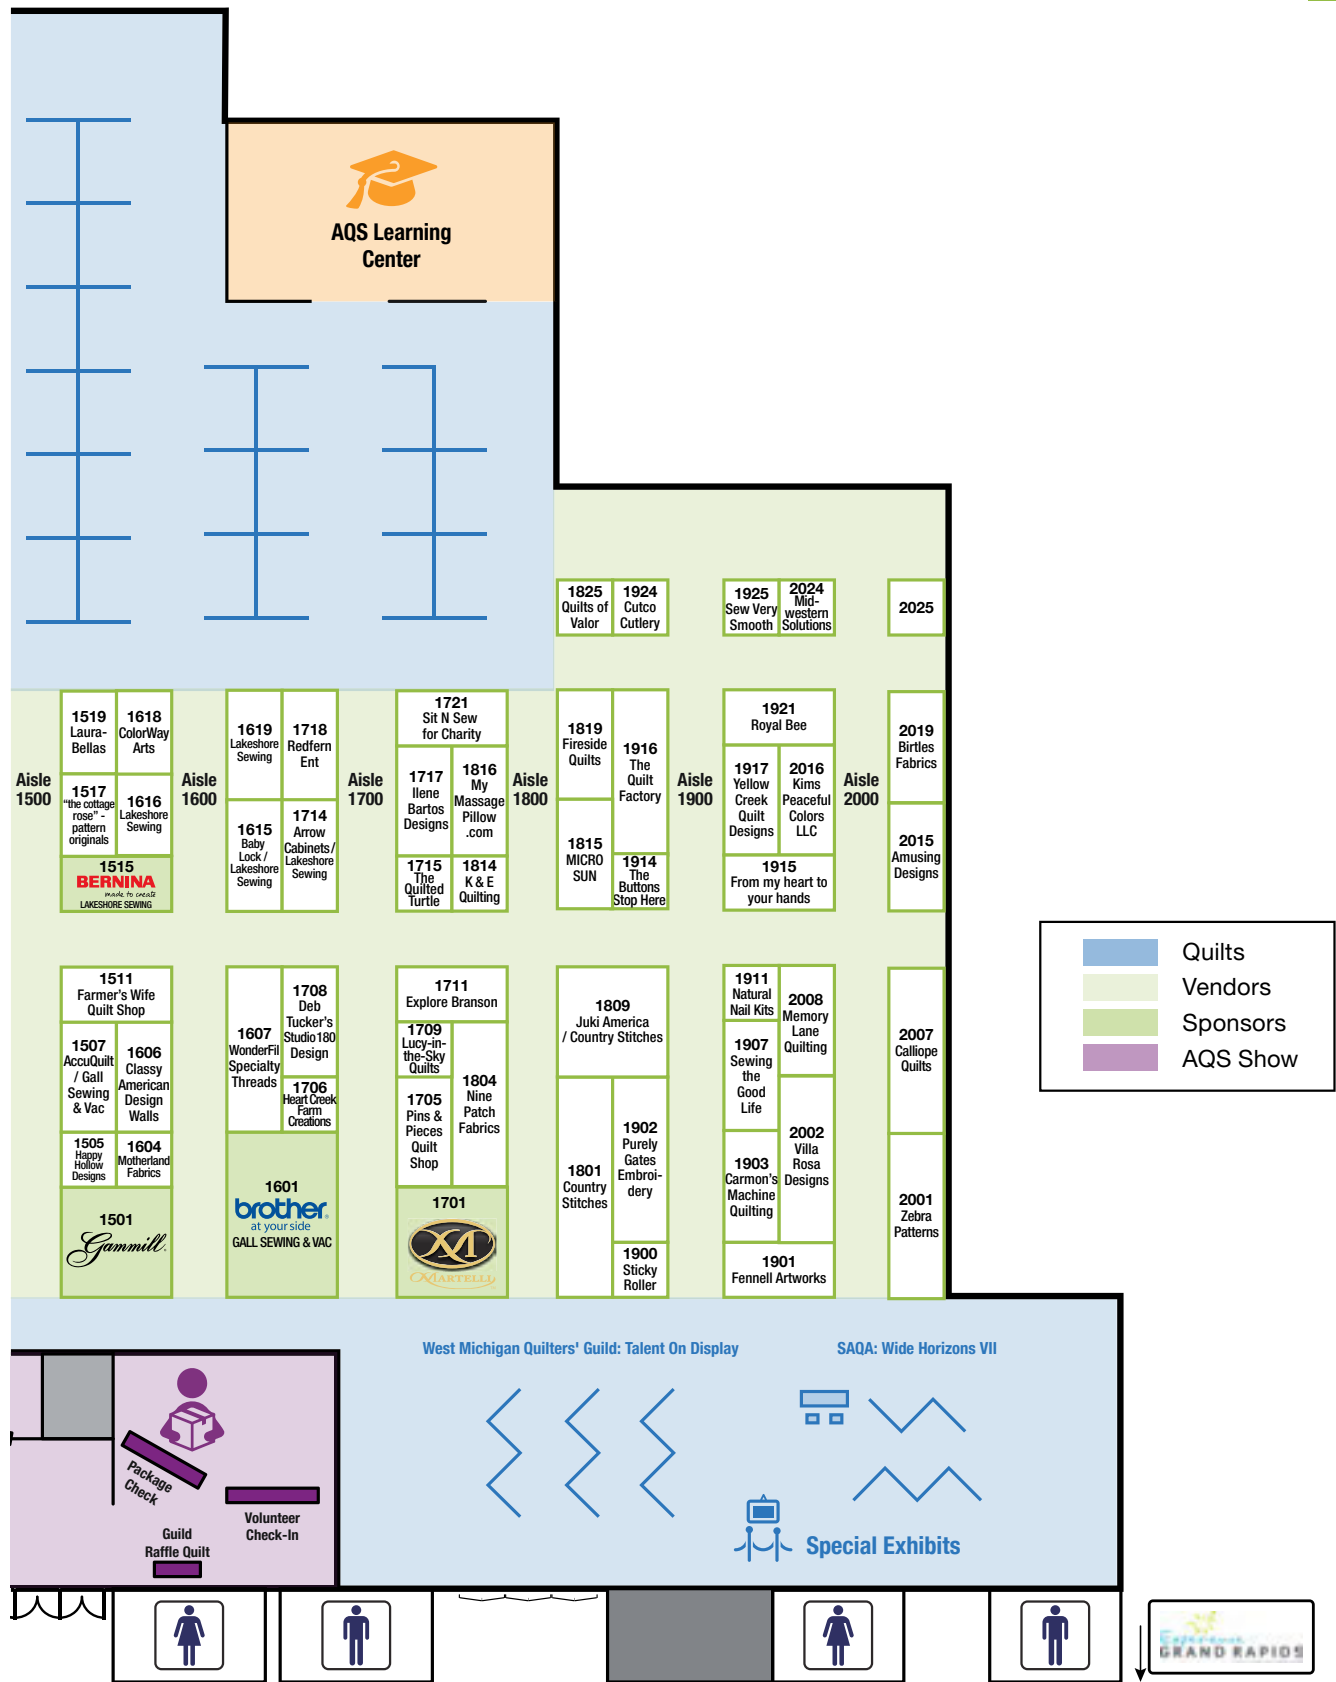 AQS Learning
Center
1825
Quilts of
Valor
1924
Cutco
Cutlery
1925
Sew Very
Smooth
2024
Mid-
western
Solutions
2025
1519
Laura-
Bellas
1618
ColorWay
Arts
1619
Lakeshore
Sewing
1718
Redfern
Ent
1721
Sit N Sew
for Charity
1819
Fireside
Quilts
1916
The
Quilt
Factory
1921
Royal Bee
2019
Birtles
Fabrics
Aisle
1500
1517
"the cottage
rose" -
pattern
originals
1616
Lakeshore
Sewing
Aisle
1600
1615
Baby
Lock /
Lakeshore
Sewing
1714
Arrow
Cabinets/
Lakeshore
Sewing
Aisle
1700
1717
Ilene
Bartos
Designs
1816
My
Massage
Pillow
.com
Aisle
1800
1815
MICRO
SUN
Aisle
1900
1917
Yellow
Creek
Quilt
Designs
2016
Kims
Peaceful
Colors
LLC
Aisle
2000
2015
Amusing
Designs
1515
BERNINA
made to create
LAKESHORE SEWING
1715
The
Quilted
Turtle
1814
K & E
Quilting
1914
The
Buttons
Stop Here
1915
From my heart to
your hands
1511
Farmer's Wife
Quilt Shop
1607
WonderFil
Specialty
Threads
1708
Deb
Tucker's
Studio180
Design
1711
Explore Branson
1809
Juki America
/ Country Stitches
1911
Natural
Nail Kits
2008
Memory
Lane
Quilting
2007
Calliope
Quilts
Quilts
Vendors
Sponsors
AQS Show
1507
AccuQuilt
/ Gall
Sewing
& Vac
1606
Classy
American
Design
Walls
1706
Heart Creek
Farm
Creations
1709
Lucy-in-
the-Sky
Quilts
1804
Nine
Patch
Fabrics
1907
Sewing
the
Good
Life
1505
Happy
Hollow
Designs
1604
Motherland
Fabrics
1705
Pins &
Pieces
Quilt
Shop
1801
Country
Stitches
1902
Purely
Gates
Embroi-
dery
1903
Carmon's
Machine
Quilting
2002
Villa
Rosa
Designs
2001
Zebra
Patterns
1501
Gammill.
1601
brother
at your side
GALL SEWING & VAC
1701
MARTELLI
1900
Sticky
Roller
1901
Fennell Artworks
West Michigan Quilters' Guild: Talent On Display
SAQA: Wide Horizons VII
Package
Check
Volunteer
Check-In
Guild
Raffle Quilt
Special Exhibits
Experience
GRAND RAPIDS